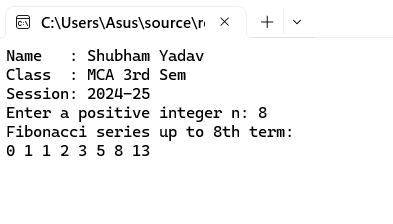 C:\Users\Asus\source\r
Name   : Shubham Yadav
Class  : MCA 3rd Sem
Session: 2024-25
Enter a positive integer n: 8
Fibonacci series up to 8th term:
0 1 1 2 3 5 8 13